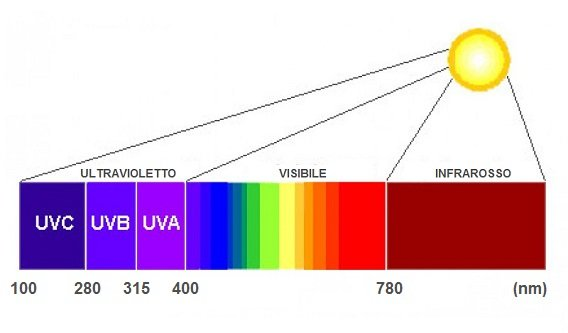 ULTRAVIOLETTO VISIBILE INFRAROSSO
UVC UVB UVA
100 280 315 400 780 (nm)